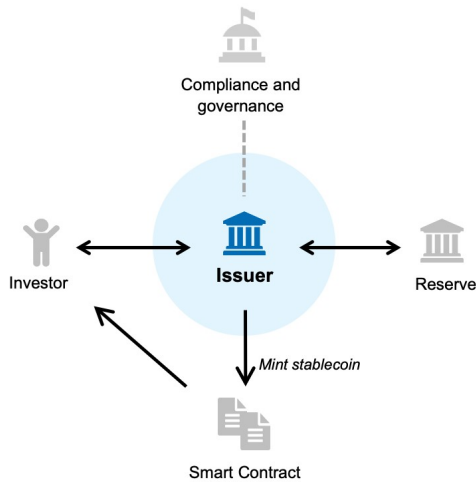 Compliance and
governance
Investor
Issuer
Reserve
Mint stablecoin
Smart Contract